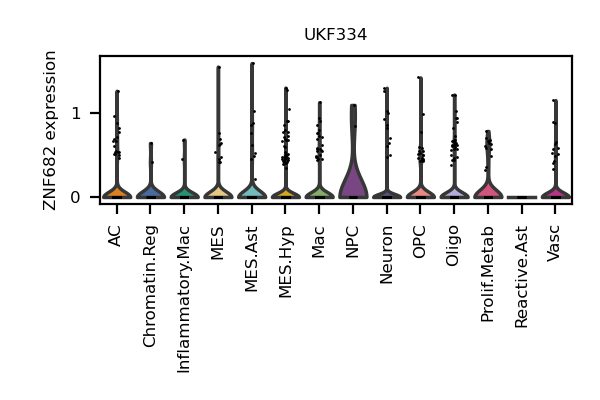 UKF334
ZNF682 expression
1
0
AC
Chromatin.Reg
Inflammatory.Mac
MES
MES.Ast
MES.Hyp
Mac
NPC
Neuron
OPC
Oligo
Prolif.Metab
Reactive.Ast
Vasc